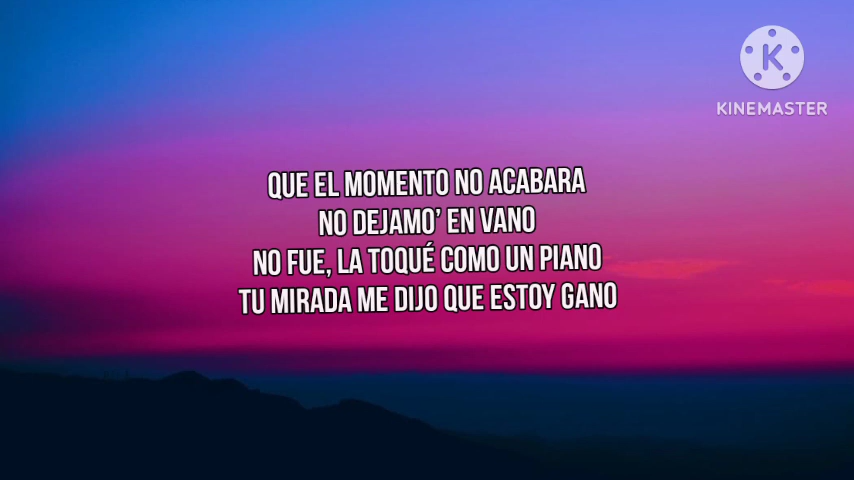 KINEMASTER
QUE EL MOMENTO NO ACABARA
NO DEJAMO' EN VANO
NO FUE, LA TOQUÉ COMO UN PIANO
TU MIRADA ME DIJO QUE ESTOY GANO